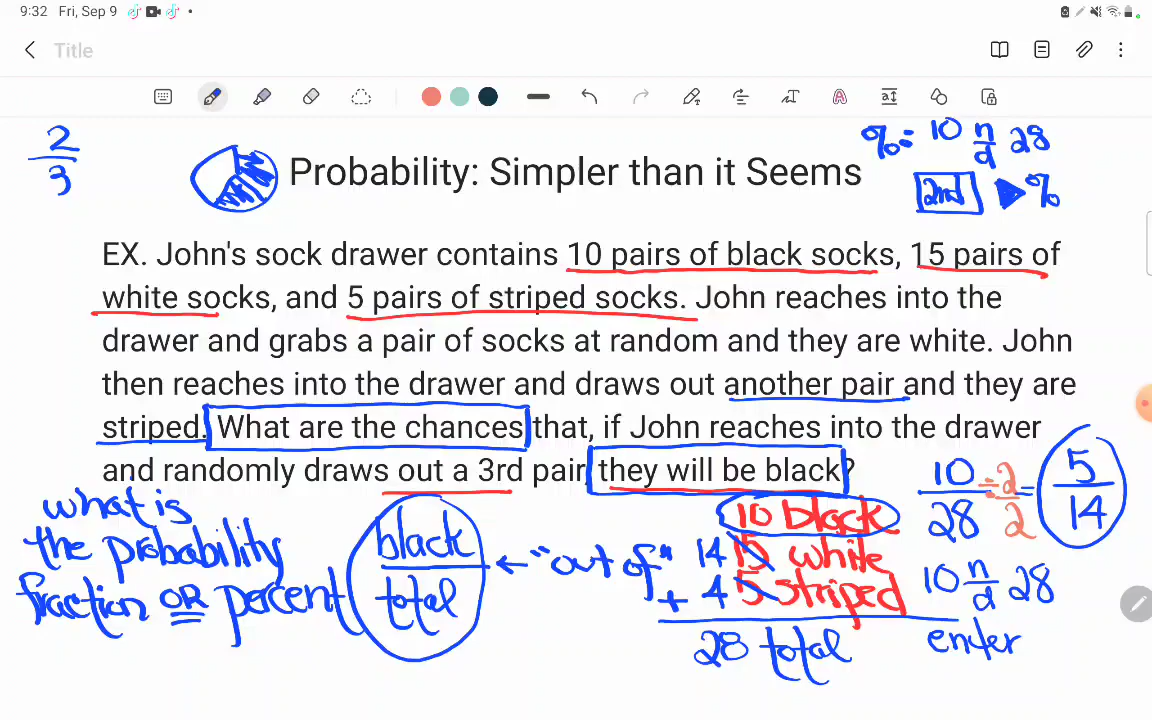 9:32 Fri, Sep 9
Title
2
3
Probability: Simpler than it Seems
%= 10 n/d 28
2nd ▶%
EX. John's sock drawer contains 10 pairs of black socks, 15 pairs of
white socks, and 5 pairs of striped socks. John reaches into the
drawer and grabs a pair of socks at random and they are white. John
then reaches into the drawer and draws out another pair and they are
striped. What are the chances that, if John reaches into the drawer
and randomly draws out a 3rd pair, they will be black?
what is
the probability
fraction OR percent
black
total
← "out of"
10 black
14 15 white
+ 4 5 striped
28 total
10/28 ÷ 2/2 = 5/14
10 n/d 28
enter